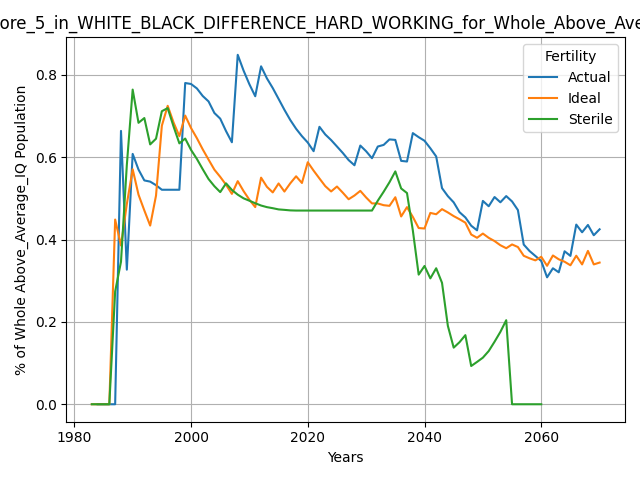 ore_5_in_WHITE_BLACK_DIFFERENCE_HARD_WORKING_for_Whole_Above_Ave
Fertility
Actual
Ideal
Sterile
% of Whole Above_Average_IQ Population
0.8
0.6
0.4
0.2
0.0
1980 2000 2020 2040 2060
Years